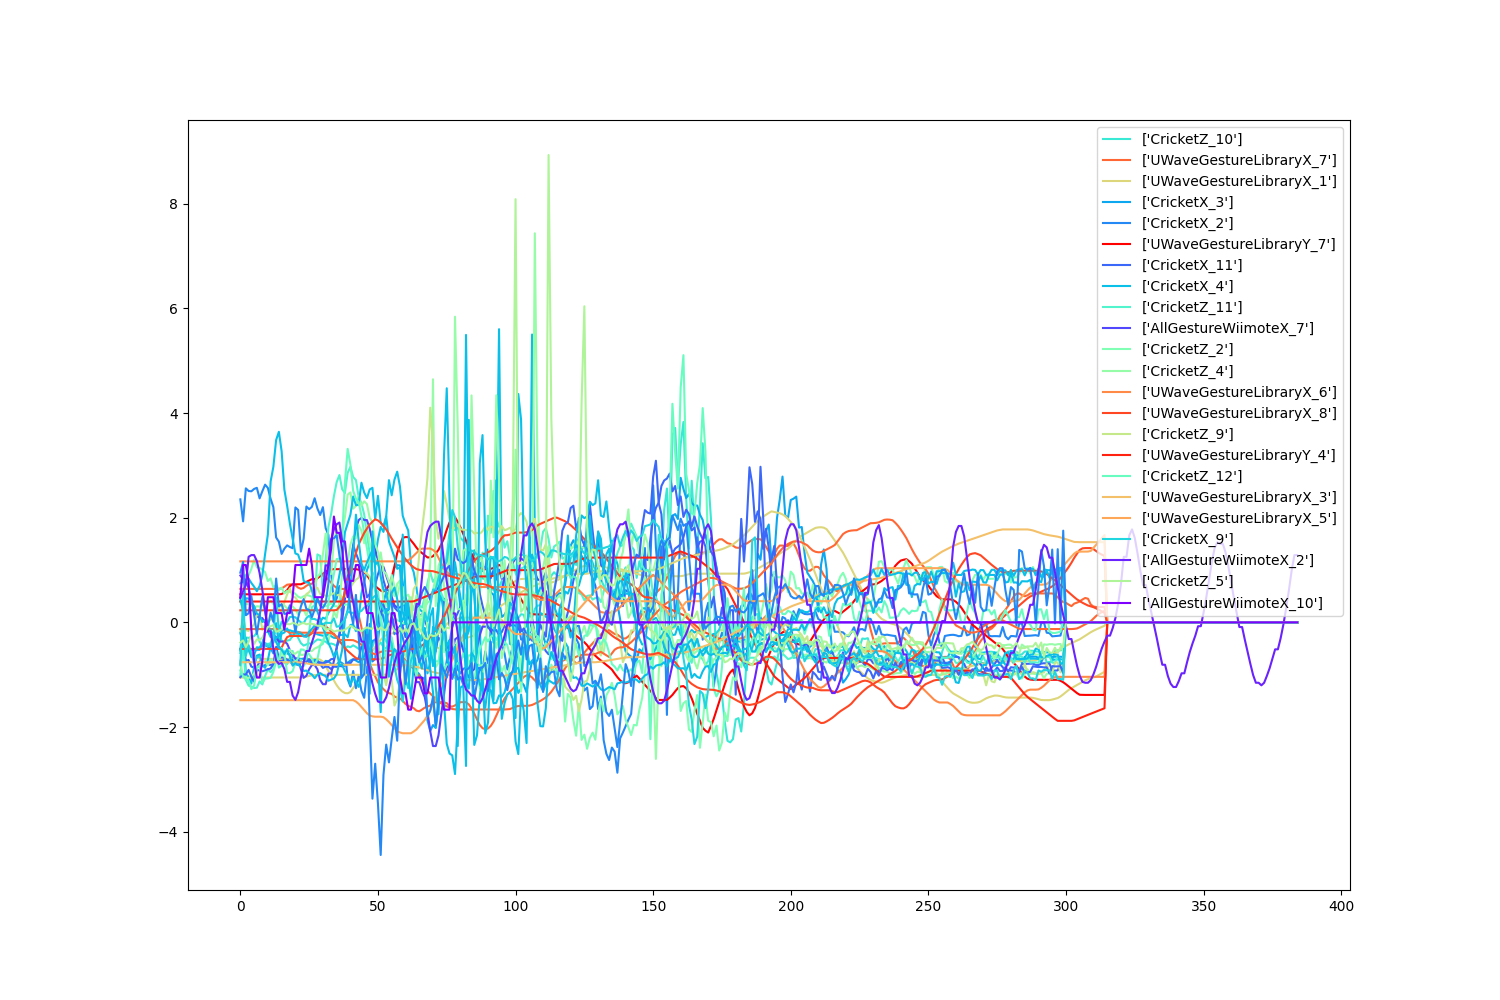 ['CricketZ_10']
['UWaveGestureLibraryX_7']
['UWaveGestureLibraryX_1']
['CricketX_3']
['CricketX_2']
['UWaveGestureLibraryY_7']
['CricketX_11']
['CricketX_4']
['CricketZ_11']
['AllGestureWiimoteX_7']
['CricketZ_2']
['CricketZ_4']
['UWaveGestureLibraryX_6']
['UWaveGestureLibraryX_8']
['CricketZ_9']
['UWaveGestureLibraryY_4']
['CricketZ_12']
['UWaveGestureLibraryX_3']
['UWaveGestureLibraryX_5']
['CricketX_9']
['AllGestureWiimoteX_2']
['CricketZ_5']
['AllGestureWiimoteX_10']
8
6
4
2
0
−2
−4
0 50 100 150 200 250 300 350 400